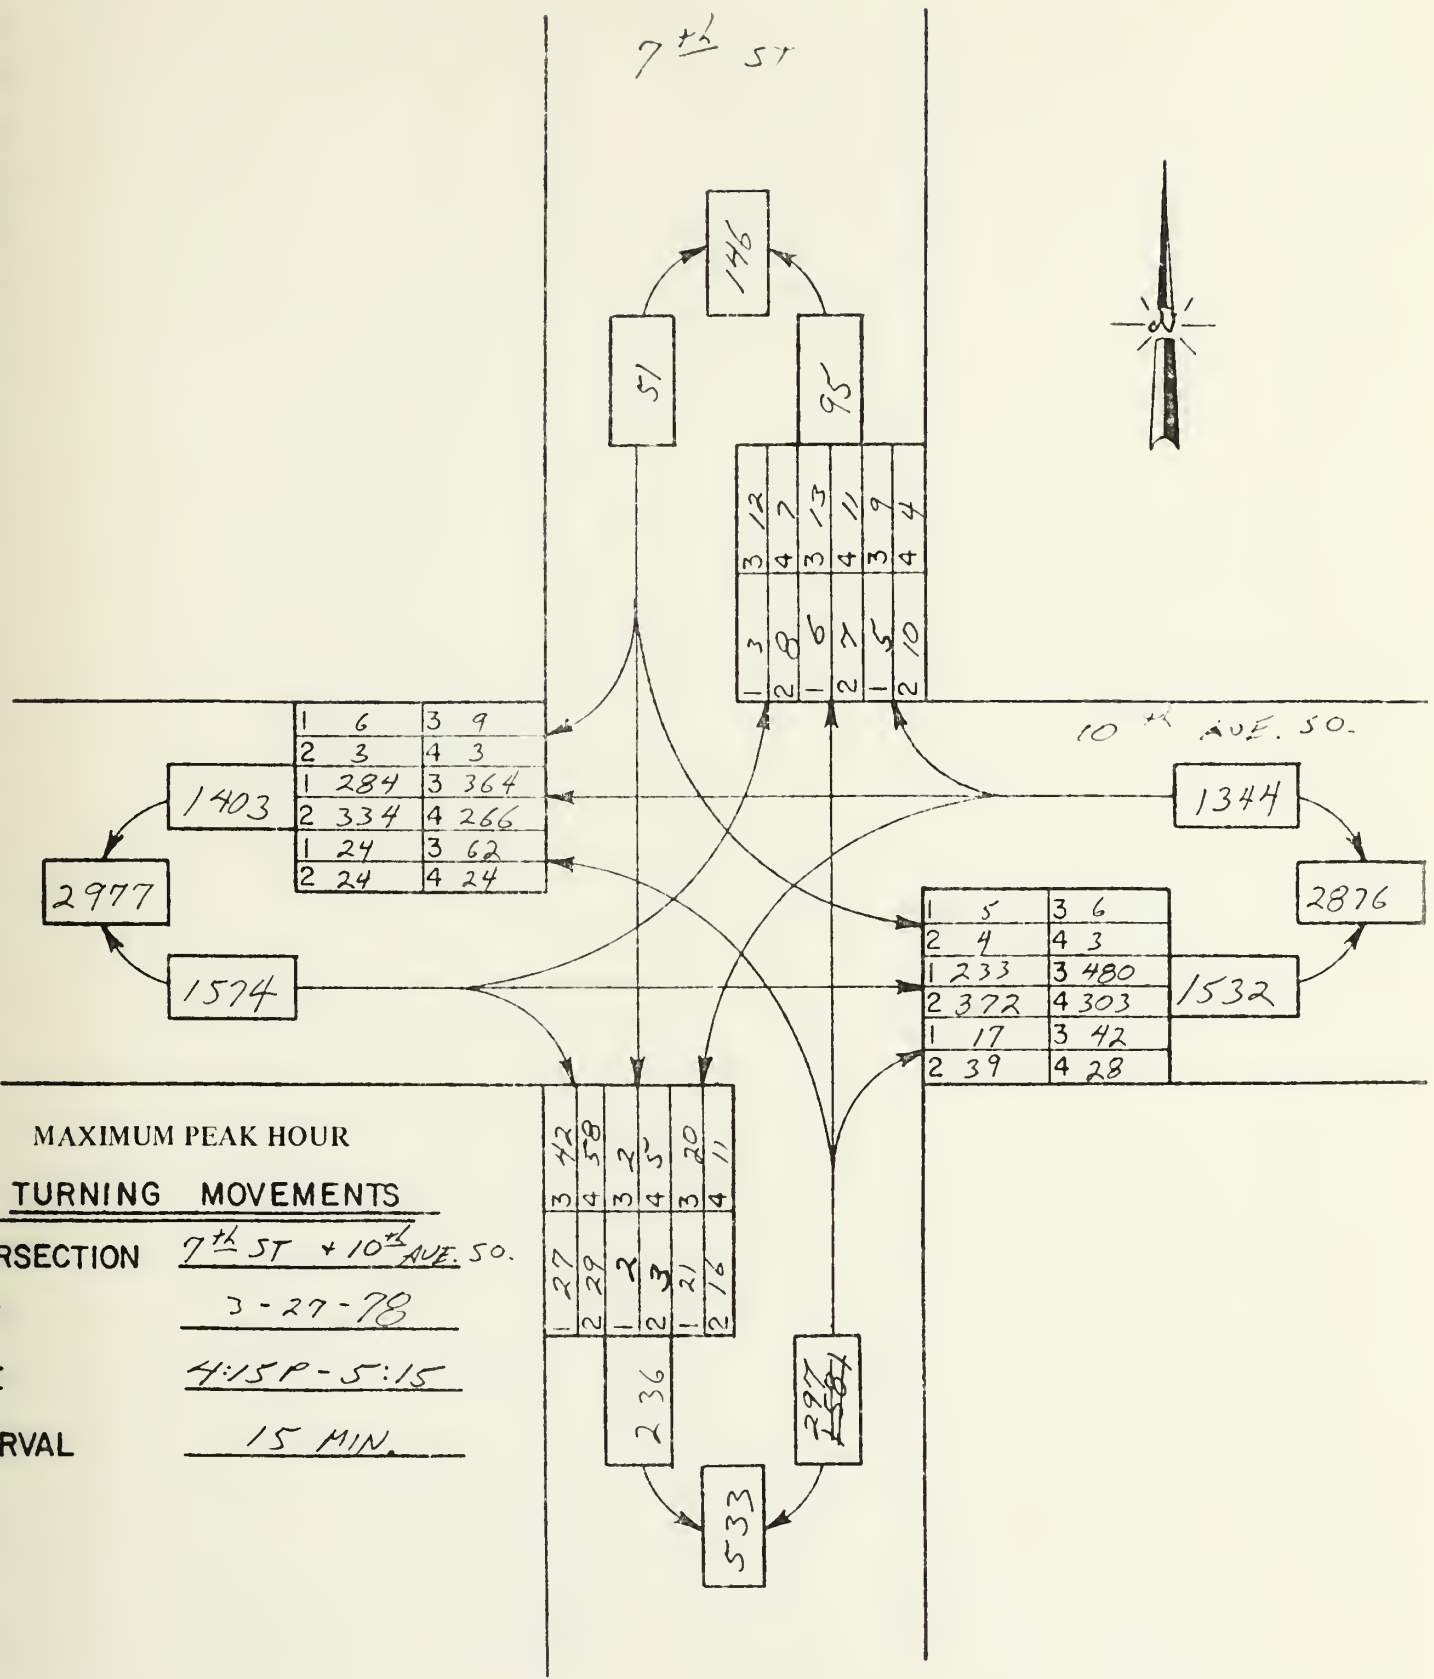 7th ST
146
51
95
3 12
4 7
3 13
4 11
3 9
4 4
1 3
2 8
1 6
2 7
1 5
2 10
10th AVE. SO.
1 6 3 9
2 3 4 3
1 284 3 364
2 334 4 266
1 24 3 62
2 24 4 24
1403
2977
1574
1344
2876
1532
1 5 3 6
2 4 4 3
1 233 3 480
2 372 4 303
1 17 3 42
2 39 4 28
3 42
4 58
3 2
4 5
3 20
4 11
1 27
2 29
1 2
2 3
1 21
2 16
236
297
533
MAXIMUM PEAK HOUR
TURNING MOVEMENTS
RSECTION 7th ST + 10th AVE. SO.
3-27-78
4:15P-5:15
RVAL 15 MIN.